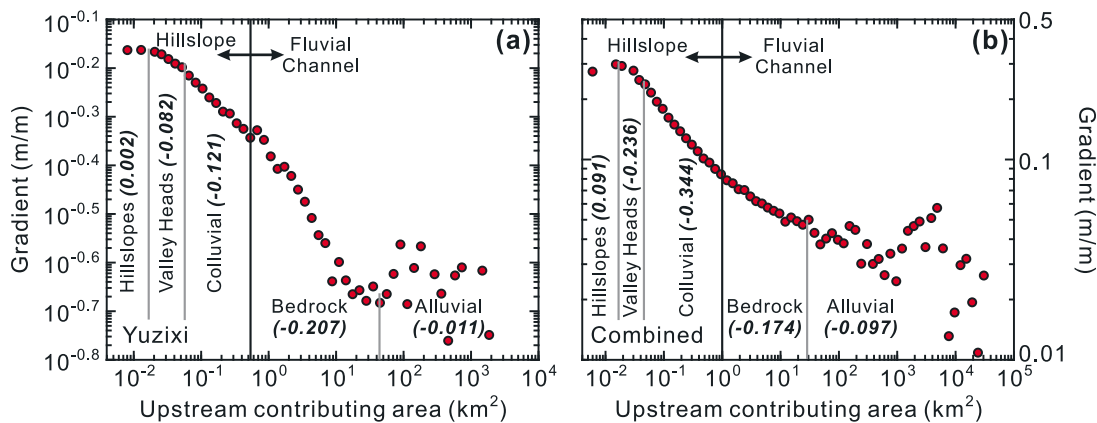 (a)
Hillslope
Fluvial
Channel
Hillslopes (0.002)
Valley Heads (-0.082)
Colluvial (-0.121)
Bedrock
(-0.207)
Alluvial
(-0.011)
Yuzixi
Gradient (m/m)
10^-0.1
10^-0.2
10^-0.3
10^-0.4
10^-0.5
10^-0.6
10^-0.7
10^-0.8
10^-2
10^-1
10^0
10^1
10^2
10^3
10^4
Upstream contributing area (km²)
(b)
Hillslope
Fluvial
Channel
Hillslopes (0.091)
Valley Heads (-0.236)
Colluvial (-0.344)
Bedrock
(-0.174)
Alluvial
(-0.097)
Combined
0.5
0.1
0.01
Gradient (m/m)
10^-2
10^-1
10^0
10^1
10^2
10^3
10^4
10^5
Upstream contributing area (km²)